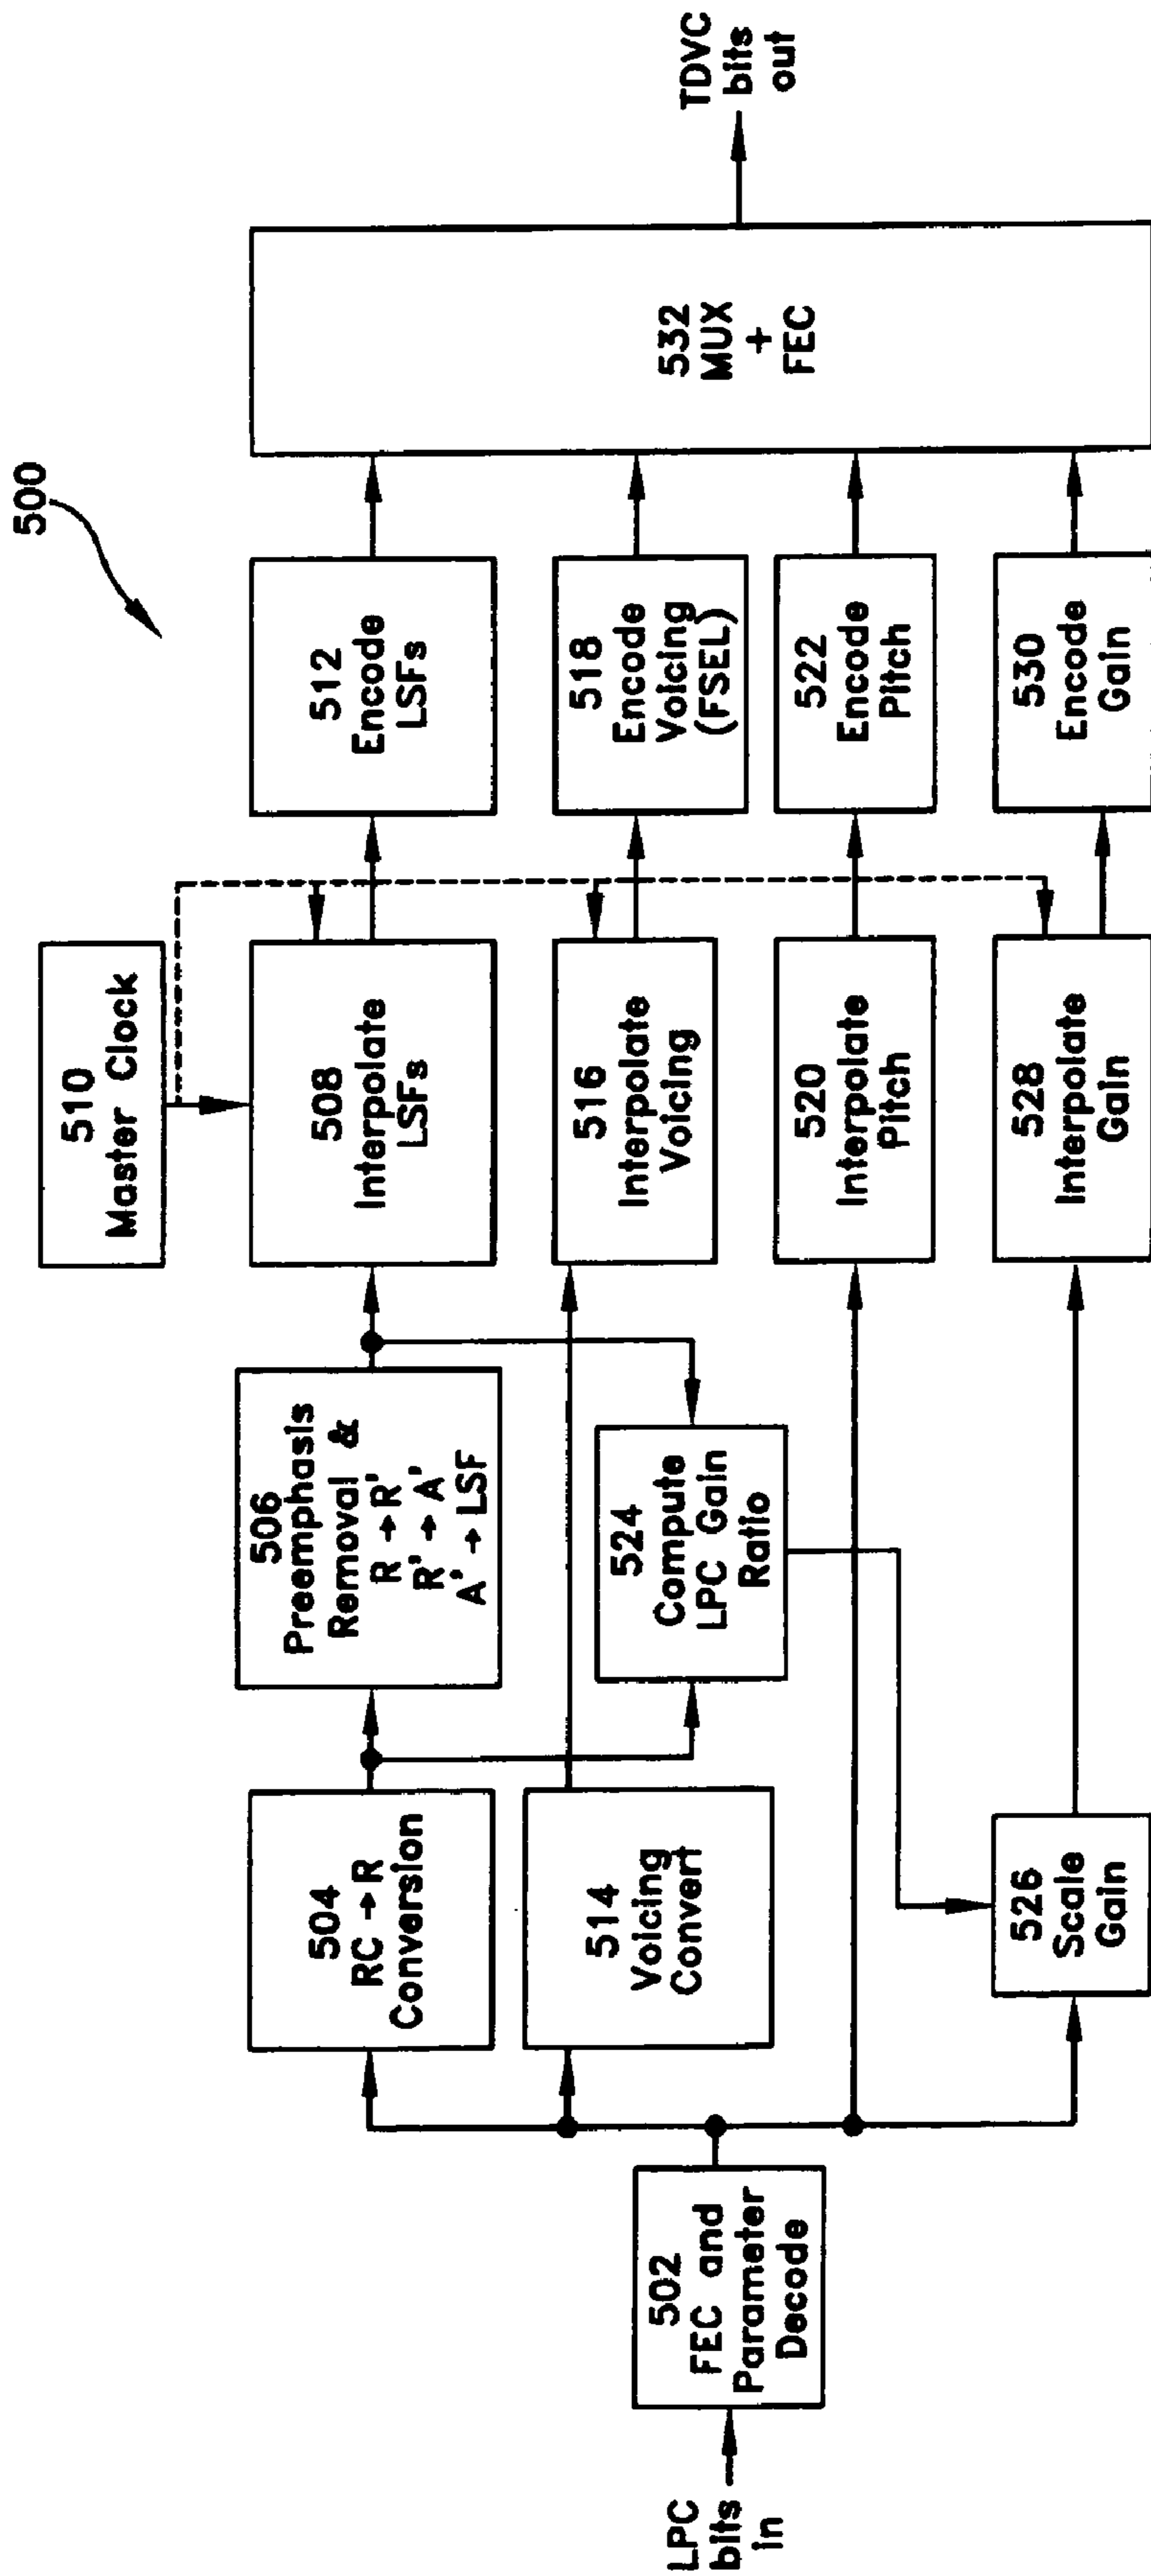 500
LPC
bits
in
502
FEC and
Parameter
Decode
504
RC → R
Conversion
506
Preemphasis
Removal &
R → R'
R' → A'
A' → LSF
510
Master Clock
508
Interpolate
LSFs
512
Encode
LSFs
514
Voicing
Convert
516
Interpolate
Voicing
518
Encode
Voicing
(FSEL)
520
Interpolate
Pitch
522
Encode
Pitch
524
Compute
LPC Gain
Ratio
526
Scale
Gain
528
Interpolate
Gain
530
Encode
Gain
532
MUX
+
FEC
TDVC
bits
out